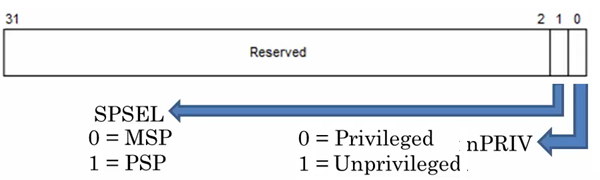 31 2 1 0
Reserved
SPSEL
0 = MSP 0 = Privileged nPRIV
1 = PSP 1 = Unprivileged